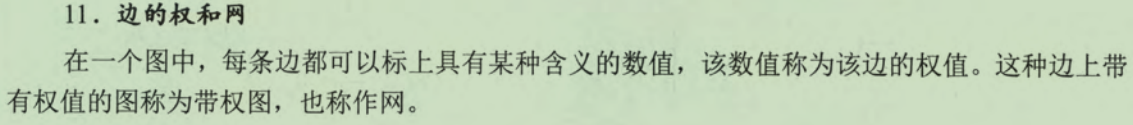 11．边的权和网
在一个图中，每条边都可以标上具有某种含义的数值，该数值称为该边的权值。这种边上带
有权值的图称为带权图，也称作网。